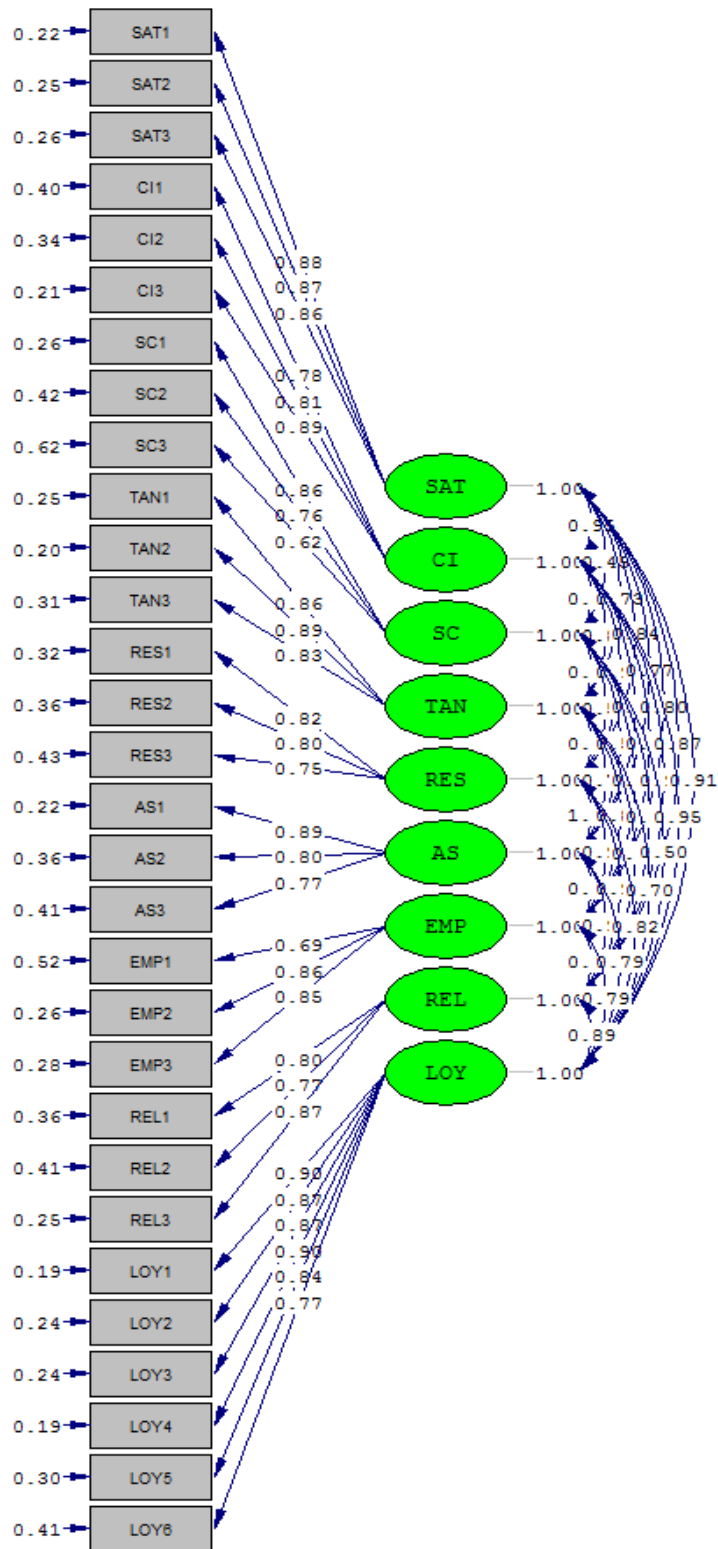 0.22 SAT1
0.25 SAT2
0.26 SAT3
0.40 CI1
0.34 CI2
0.21 CI3
0.26 SC1
0.42 SC2
0.62 SC3
0.25 TAN1
0.20 TAN2
0.31 TAN3
0.32 RES1
0.36 RES2
0.43 RES3
0.22 AS1
0.36 AS2
0.41 AS3
0.52 EMP1
0.26 EMP2
0.28 EMP3
0.36 REL1
0.41 REL2
0.25 REL3
0.19 LOY1
0.24 LOY2
0.24 LOY3
0.19 LOY4
0.30 LOY5
0.41 LOY6
0.88
0.87
0.86
0.78
0.81
0.89
0.86
0.76
0.62
0.86
0.89
0.83
0.82
0.80
0.75
0.89
0.80
0.77
0.69
0.86
0.85
0.80
0.77
0.87
0.90
0.87
0.87
0.90
0.84
0.77
SAT 1.00
CI 1.00
SC 1.00
TAN 1.00
RES 1.00
AS 1.00
EMP 1.00
REL 1.00
LOY 1.00
0.84
0.77
0.80
0.87
0.91
0.95
0.50
0.70
0.82
0.79
0.79
0.89